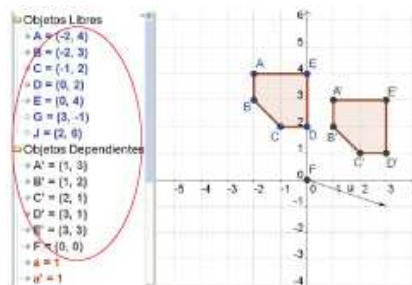 Objetos Libres
A = (-2, 4)
B = (-2, 3)
C = (-1, 2)
D = (0, 2)
E = (0, 4)
G = (3, -1)
J = (2, 6)
Objetos Dependientes
A' = (1, 3)
B' = (1, 2)
C' = (2, 1)
D' = (3, 1)
E' = (3, 3)
F = (0, 0)
a = 1
a' = 1
6
5
A E
4
A' E'
B 3
B'
C 2 D
1 C' D'
F
0
-5 -4 -3 -2 -1 0 2 3
-1
-2
-3
-4